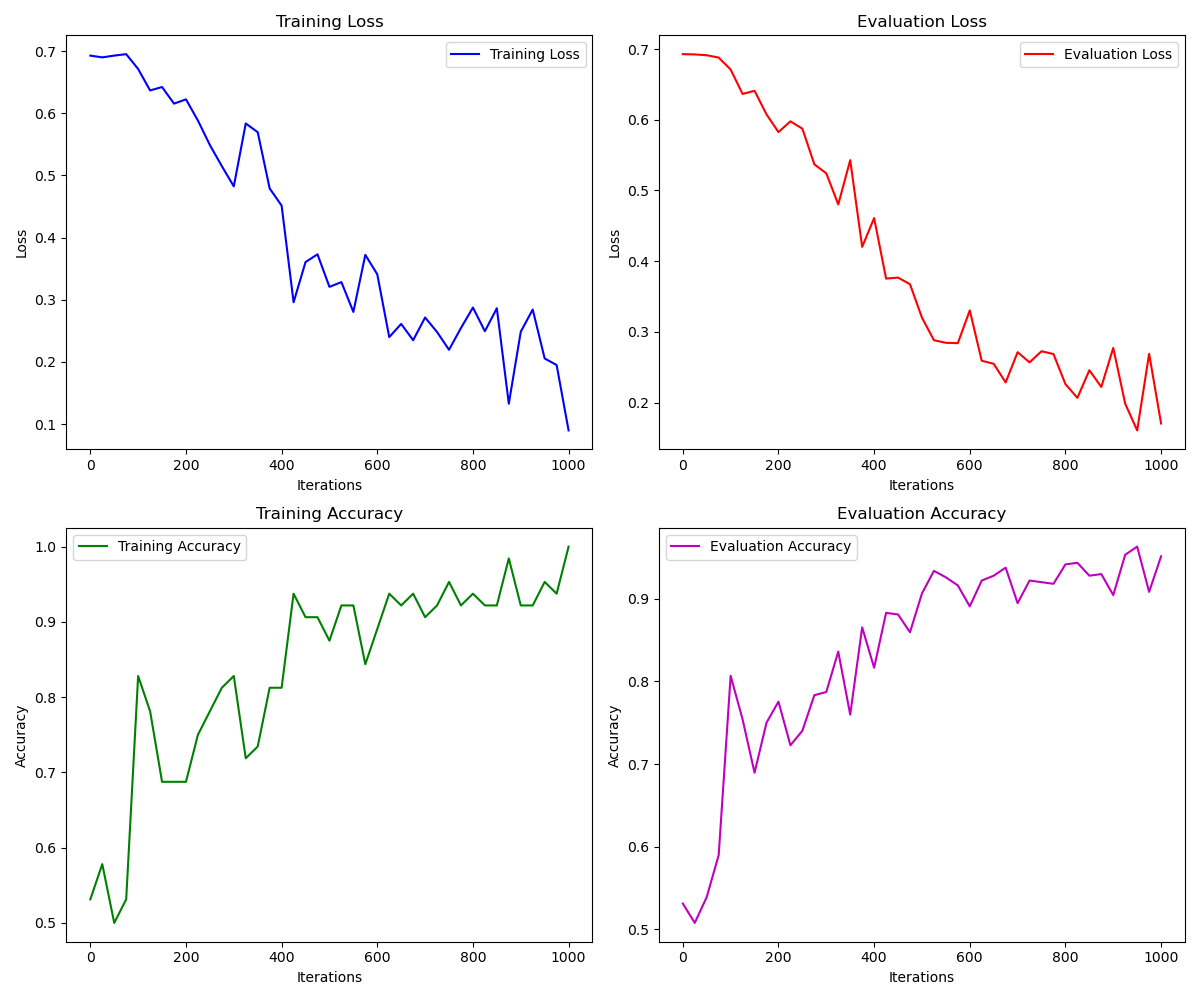 Training Loss
Training Loss
0.7
0.6
0.5
0.4
0.3
0.2
0.1
Loss
0 200 400 600 800 1000
Iterations
Evaluation Loss
Evaluation Loss
0.7
0.6
0.5
0.4
0.3
0.2
Loss
0 200 400 600 800 1000
Iterations
Training Accuracy
Training Accuracy
1.0
0.9
0.8
0.7
0.6
0.5
Accuracy
0 200 400 600 800 1000
Iterations
Evaluation Accuracy
Evaluation Accuracy
0.9
0.8
0.7
0.6
0.5
Accuracy
0 200 400 600 800 1000
Iterations